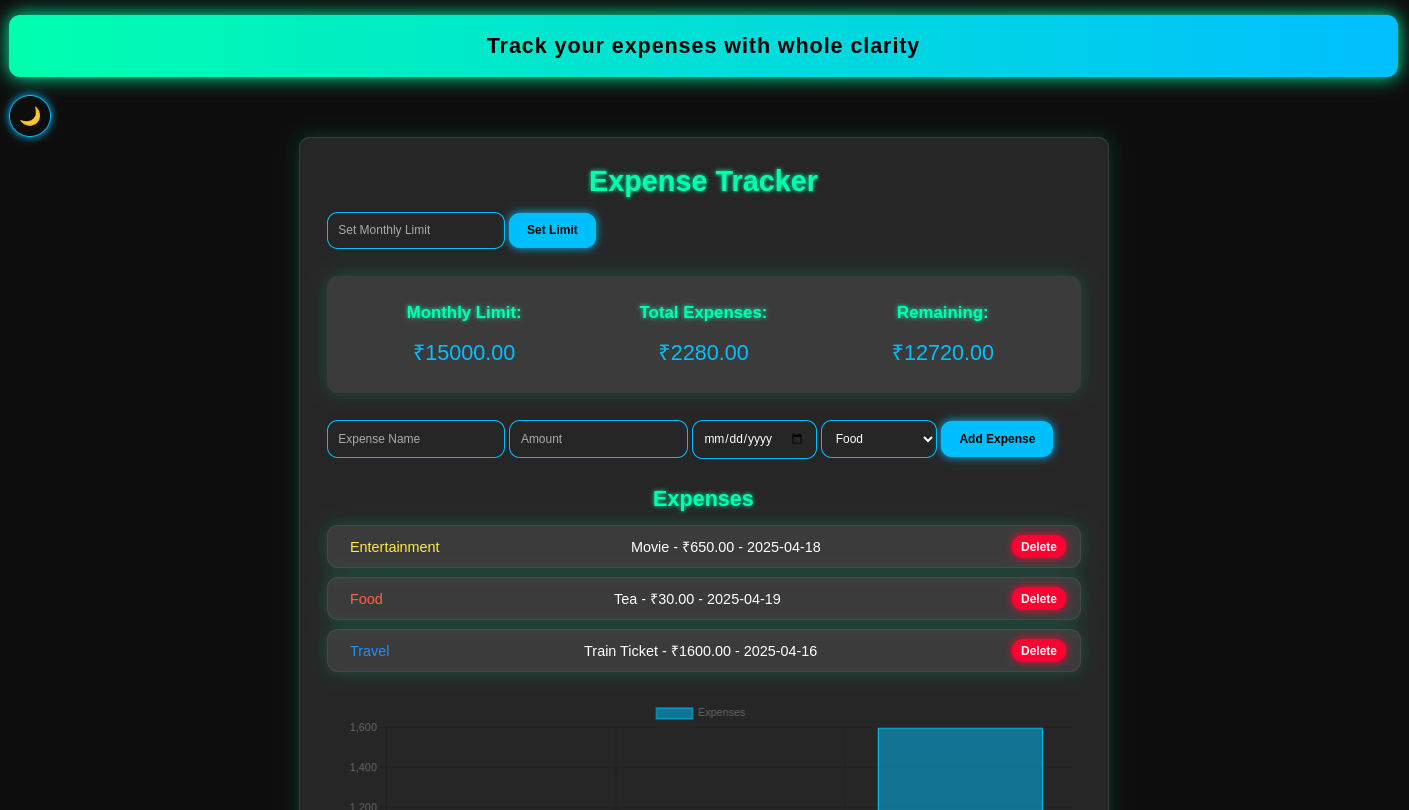 Track your expenses with whole clarity
Expense Tracker
Set Monthly Limit Set Limit
Monthly Limit: Total Expenses: Remaining:
₹15000.00 ₹2280.00 ₹12720.00
Expense Name Amount mm/dd/yyyy Food Add Expense
Expenses
Entertainment Movie - ₹650.00 - 2025-04-18 Delete
Food Tea - ₹30.00 - 2025-04-19 Delete
Travel Train Ticket - ₹1600.00 - 2025-04-16 Delete
Expenses
1,600
1,400
1,200